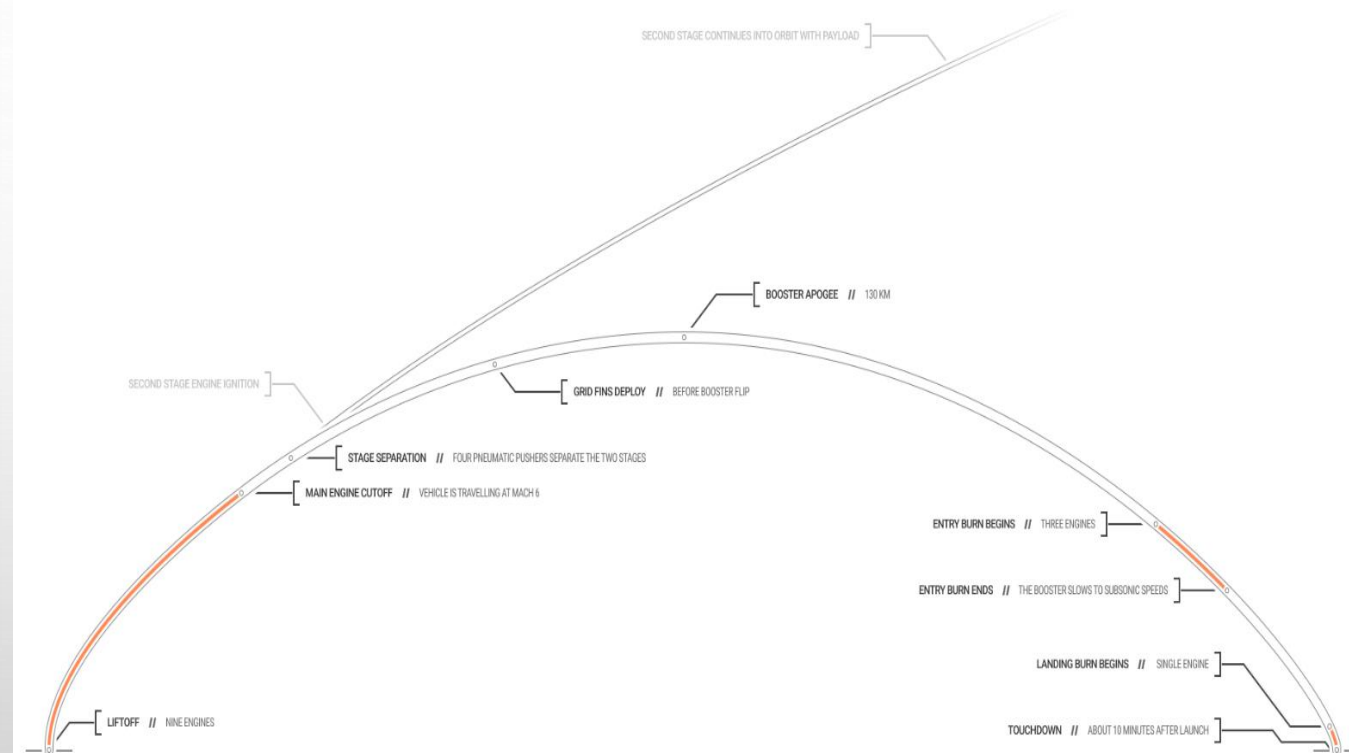 SECOND STAGE CONTINUES INTO ORBIT WITH PAYLOAD
BOOSTER APOGEE // 130 KM
SECOND STAGE ENGINE IGNITION
GRID FINS DEPLOY // BEFORE BOOSTER FLIP
STAGE SEPARATION // FOUR PNEUMATIC PUSHERS SEPARATE THE TWO STAGES
MAIN ENGINE CUTOFF // VEHICLE IS TRAVELLING AT MACH 6
ENTRY BURN BEGINS // THREE ENGINES
ENTRY BURN ENDS // THE BOOSTER SLOWS TO SUBSONIC SPEEDS
LANDING BURN BEGINS // SINGLE ENGINE
LIFTOFF // NINE ENGINES
TOUCHDOWN // ABOUT 10 MINUTES AFTER LAUNCH